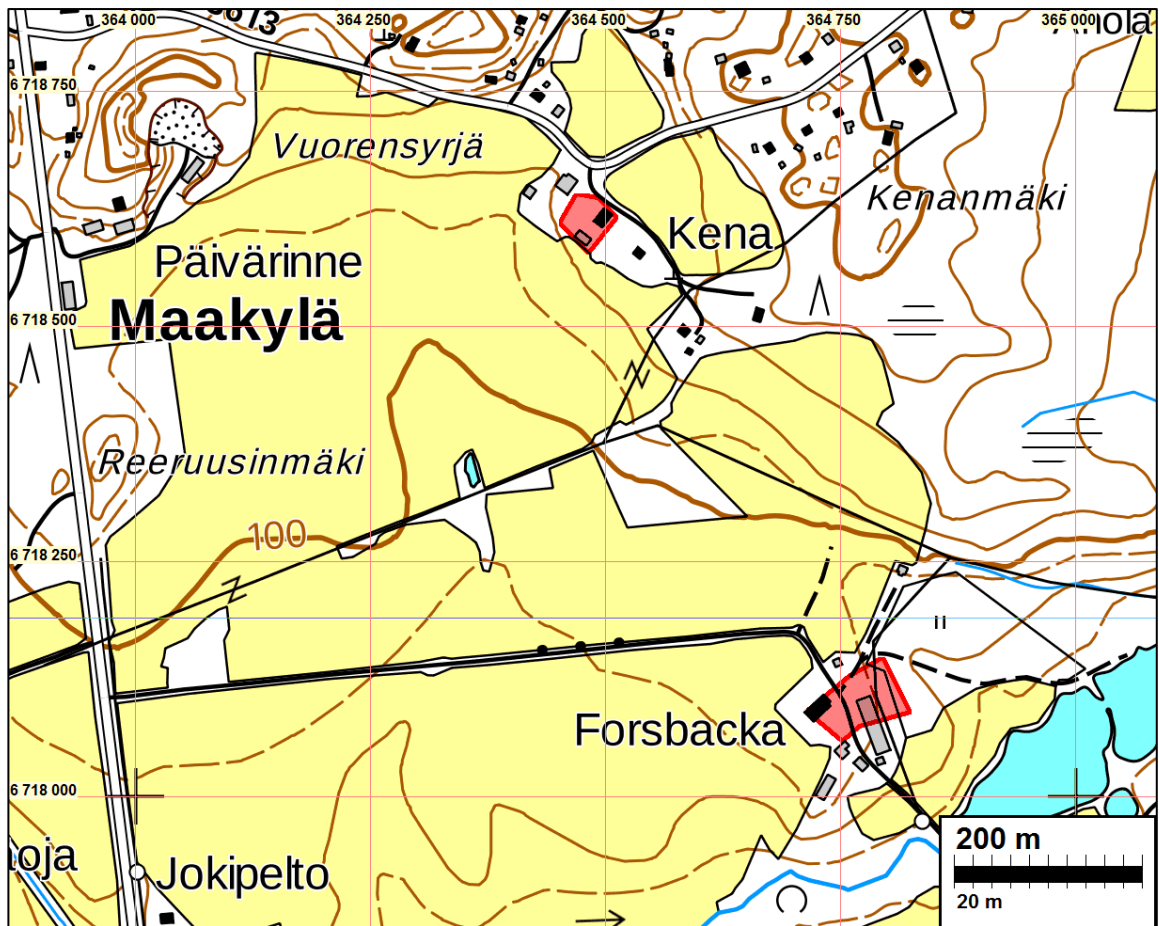 364 000
364 250
364 500
364 750
365 000
6 718 750
Vuorensyrjä
Kenanmäki
Kena
Päivärinne
Maakylä
6 718 500
Reeruusinmäki
100
6 718 250
Forsbacka
6 718 000
Jokipelto
200 m
20 m